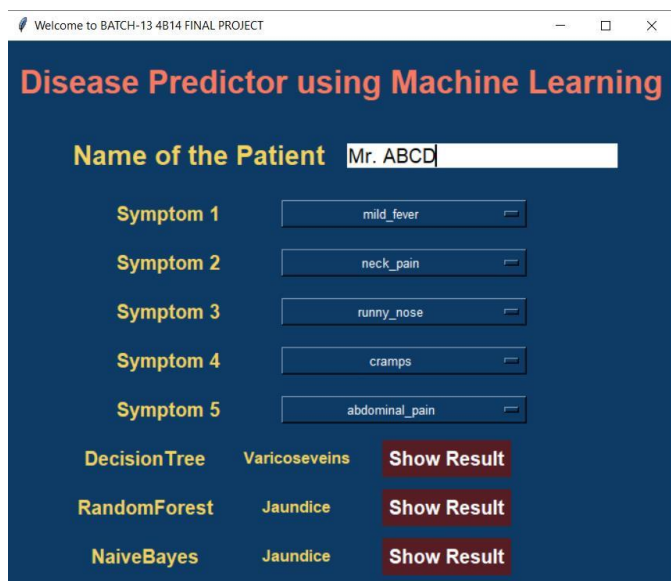 Welcome to BATCH-13 4B14 FINAL PROJECT
Disease Predictor using Machine Learning
Name of the Patient Mr. ABCD
Symptom 1 mild_fever
Symptom 2 neck_pain
Symptom 3 runny_nose
Symptom 4 cramps
Symptom 5 abdominal_pain
DecisionTree Varicoseveins Show Result
RandomForest Jaundice Show Result
NaiveBayes Jaundice Show Result